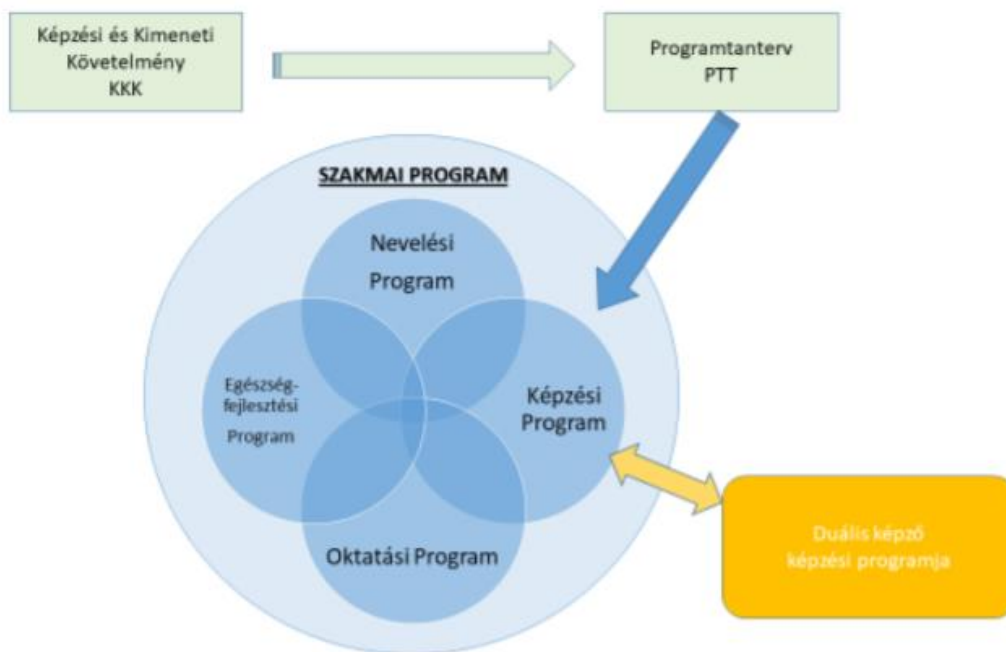 Képzési és Kimeneti
Követelmény
KKK
Programtanterv
PTT
SZAKMAI PROGRAM
Nevelési
Program
Egészség-
fejlesztési
Program
Képzési
Program
Oktatási Program
Duális képző
képzési programja